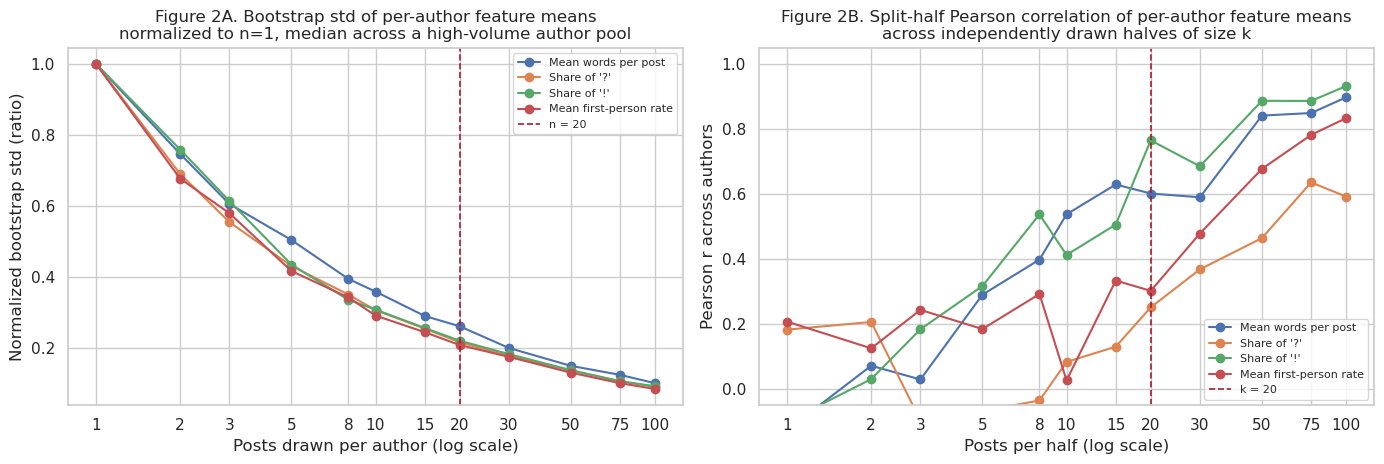 Figure 2A. Bootstrap std of per-author feature means
normalized to n=1, median across a high-volume author pool
Normalized bootstrap std (ratio)
1.0
0.8
0.6
0.4
0.2
Mean words per post
Share of '?'
Share of '!'
Mean first-person rate
n = 20
1 2 3 5 8 10 15 20 30 50 75 100
Posts drawn per author (log scale)
Figure 2B. Split-half Pearson correlation of per-author feature means
across independently drawn halves of size k
Pearson r across authors
1.0
0.8
0.6
0.4
0.2
0.0
Mean words per post
Share of '?'
Share of '!'
Mean first-person rate
k = 20
1 2 3 5 8 10 15 20 30 50 75 100
Posts per half (log scale)